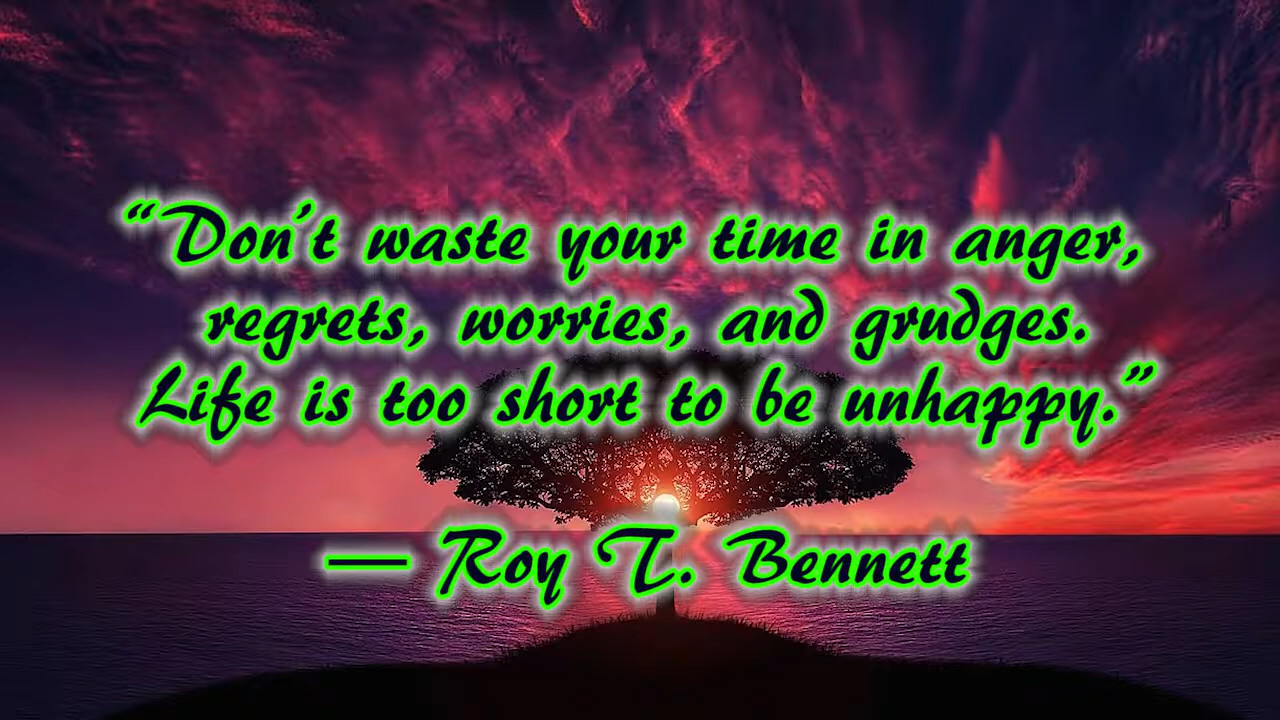 “Don’t waste your time in anger,
regrets, worries, and grudges.
Life is too short to be unhappy.”
— Roy T. Bennett